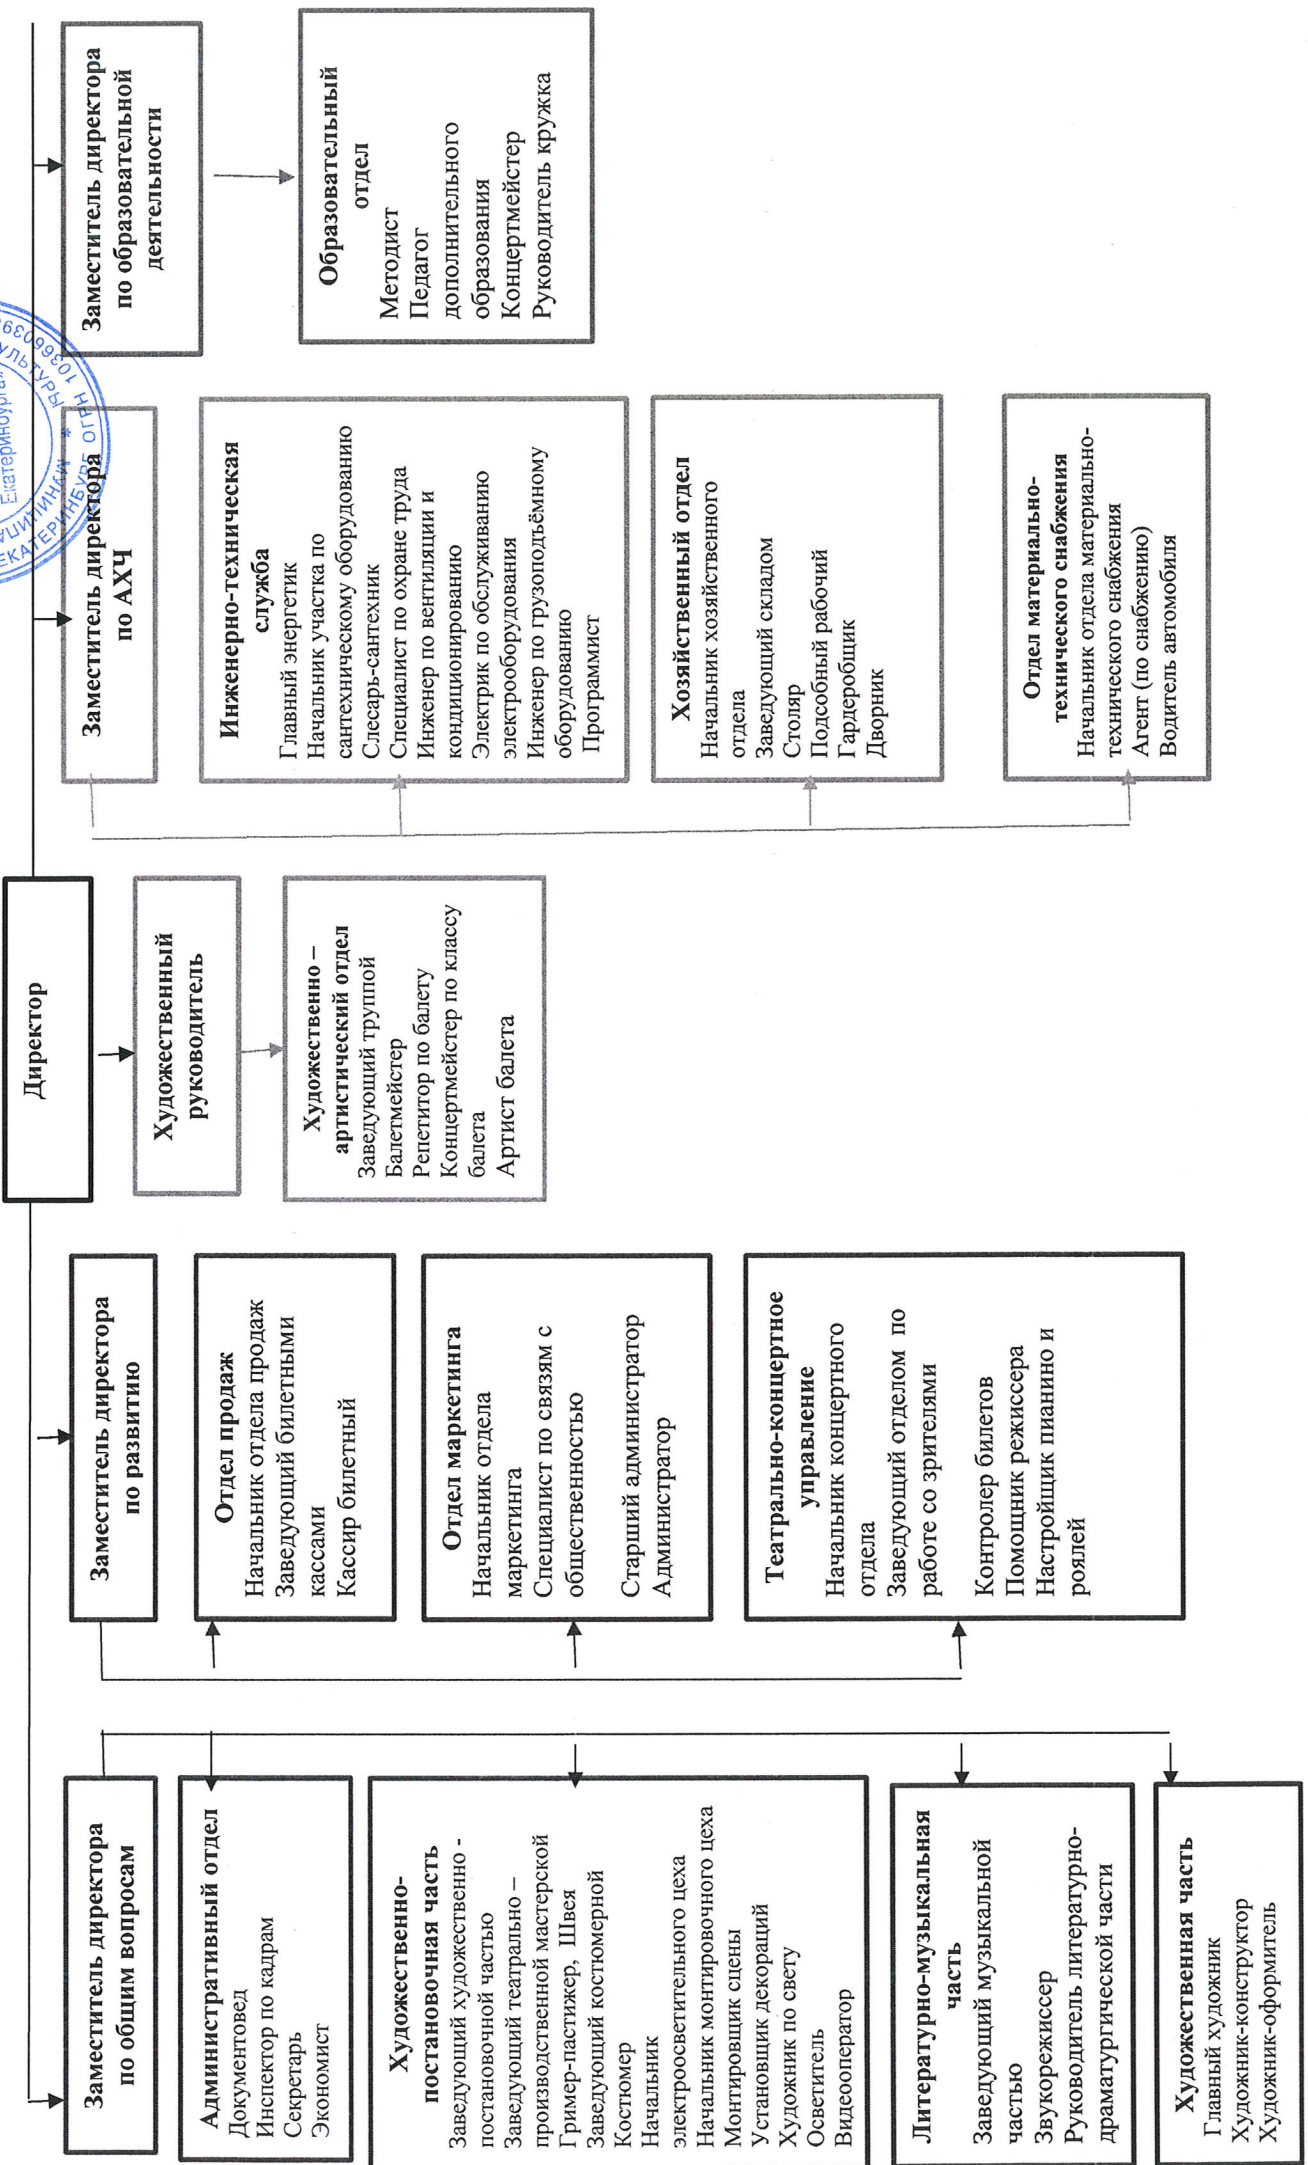 Директор
Заместитель директора
по общим вопросам
Административный отдел
Документовед
Инспектор по кадрам
Секретарь
Экономист
Художественно-
постановочная часть
Заведующий художественно -
постановочной частью
Заведующий театрально –
производственной мастерской
Гример-пастижер, Швея
Заведующий костюмерной
Костюмер
Начальник
электроосветительного цеха
Начальник монтировочного цеха
Монтировщик сцены
Установщик декораций
Художник по свету
Осветитель
Видеооператор
Литературно-музыкальная
часть
Заведующий музыкальной
частью
Звукорежиссер
Руководитель литературно-
драматургической части
Художественная часть
Главный художник
Художник-конструктор
Художник-оформитель
Заместитель директора
по развитию
Отдел продаж
Начальник отдела продаж
Заведующий билетными
кассами
Кассир билетный
Отдел маркетинга
Начальник отдела
маркетинга
Специалист по связям с
общественностью
Старший администратор
Администратор
Театрально-концертное
управление
Начальник концертного
отдела
Заведующий отделом по
работе со зрителями
Контролер билетов
Помощник режиссера
Настройщик пианино и
роялей
Художественный
руководитель
Художественно –
артистический отдел
Заведующий труппой
Балетмейстер
Репетитор по балету
Концертмейстер по классу
балета
Артист балета
Заместитель директора
по АХЧ
Инженерно-техническая
служба
Главный энергетик
Начальник участка по
сантехническому оборудованию
Слесарь-сантехник
Специалист по охране труда
Инженер по вентиляции и
кондиционированию
Электрик по обслуживанию
электрооборудования
Инженер по грузоподъёмному
оборудованию
Программист
Хозяйственный отдел
Начальник хозяйственного
отдела
Заведующий складом
Столяр
Подсобный рабочий
Гардеробщик
Дворник
Отдел материально-
технического снабжения
Начальник отдела материально-
технического снабжения
Агент (по снабжению)
Водитель автомобиля
Заместитель директора
по образовательной
деятельности
Образовательный
отдел
Методист
Педагог
дополнительного
образования
Концертмейстер
Руководитель кружка
Екатеринбурга»
ЕКАТЕРИНБУРГ ОГРН